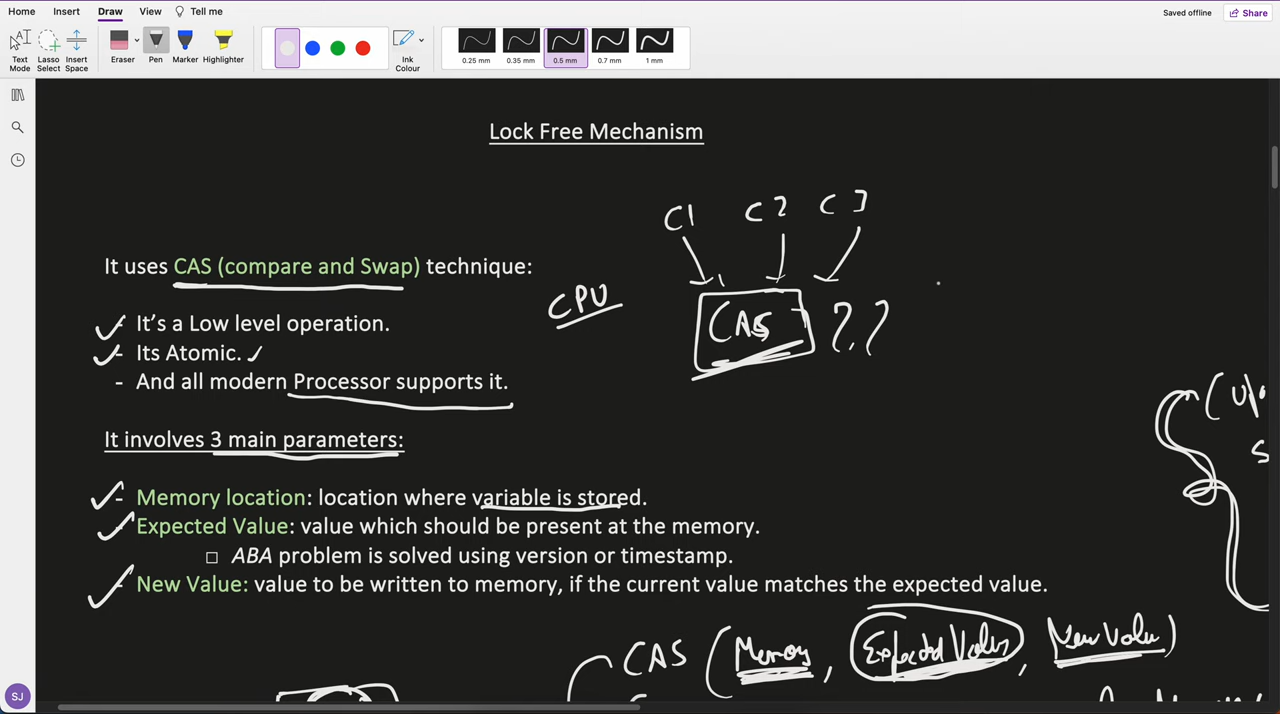 Home Insert Draw View Tell me
Saved offline Share
Text Mode Lasso Select Insert Space Eraser Pen Marker Highlighter Ink Colour 0.25 mm 0.35 mm 0.5 mm 0.7 mm 1 mm
Lock Free Mechanism
C1 C2 C3
It uses CAS (compare and Swap) technique:
CPU
CAS ? ?
- It's a Low level operation.
- Its Atomic.
- And all modern Processor supports it.
It involves 3 main parameters:
- Memory location: location where variable is stored.
- Expected Value: value which should be present at the memory.
□ ABA problem is solved using version or timestamp.
- New Value: value to be written to memory, if the current value matches the expected value.
CAS (Memory, Expected Value, New Value)
SJ